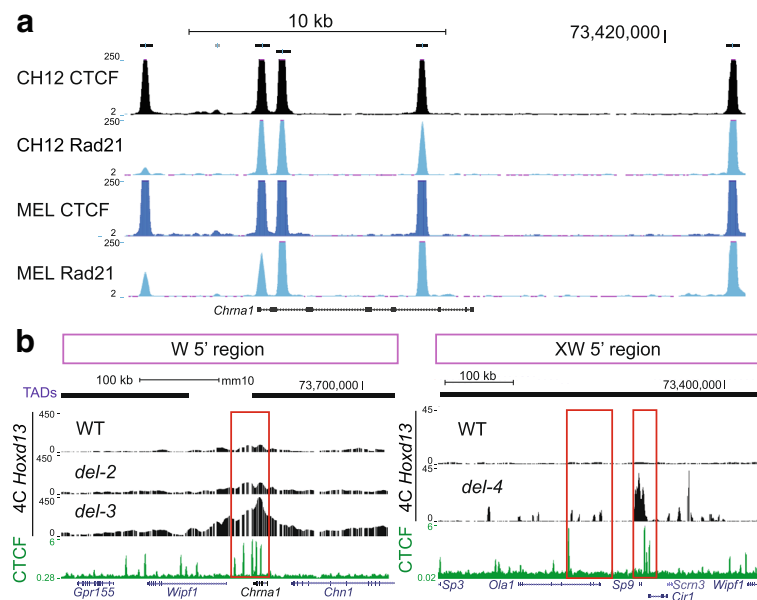 a
10 kb
73,420,000
*
250
CH12 CTCF
2
250
CH12 Rad21
2
250
MEL CTCF
2
250
MEL Rad21
2
Chrna1
b
W 5' region
XW 5' region
100 kb
mm10
73,700,000
100 kb
73,400,000
TADs
4C Hoxd13
450
WT
0
450
del-2
0
450
del-3
0
CTCF
6
0.28
Gpr155
Wipf1
Chrna1
Chn1
4C Hoxd13
45
WT
0
45
del-4
0
CTCF
6
0.02
Sp3
Ola1
Sp9
Scrn3
Wipf1
Cir1